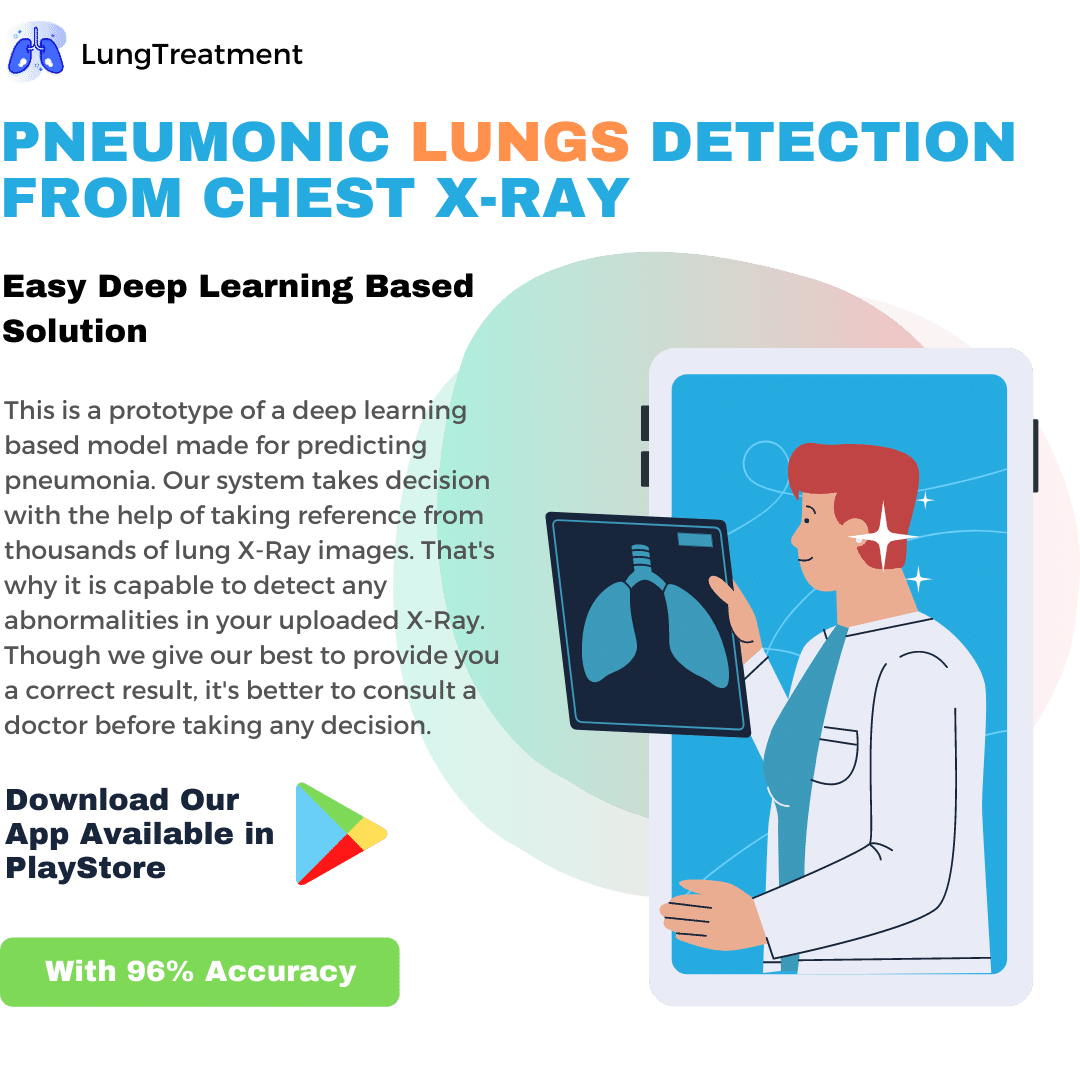 LungTreatment
PNEUMONIC LUNGS DETECTION
FROM CHEST X-RAY
Easy Deep Learning Based
Solution
This is a prototype of a deep learning
based model made for predicting
pneumonia. Our system takes decision
with the help of taking reference from
thousands of lung X-Ray images. That's
why it is capable to detect any
abnormalities in your uploaded X-Ray.
Though we give our best to provide you
a correct result, it's better to consult a
doctor before taking any decision.
Download Our
App Available in
PlayStore
With 96% Accuracy